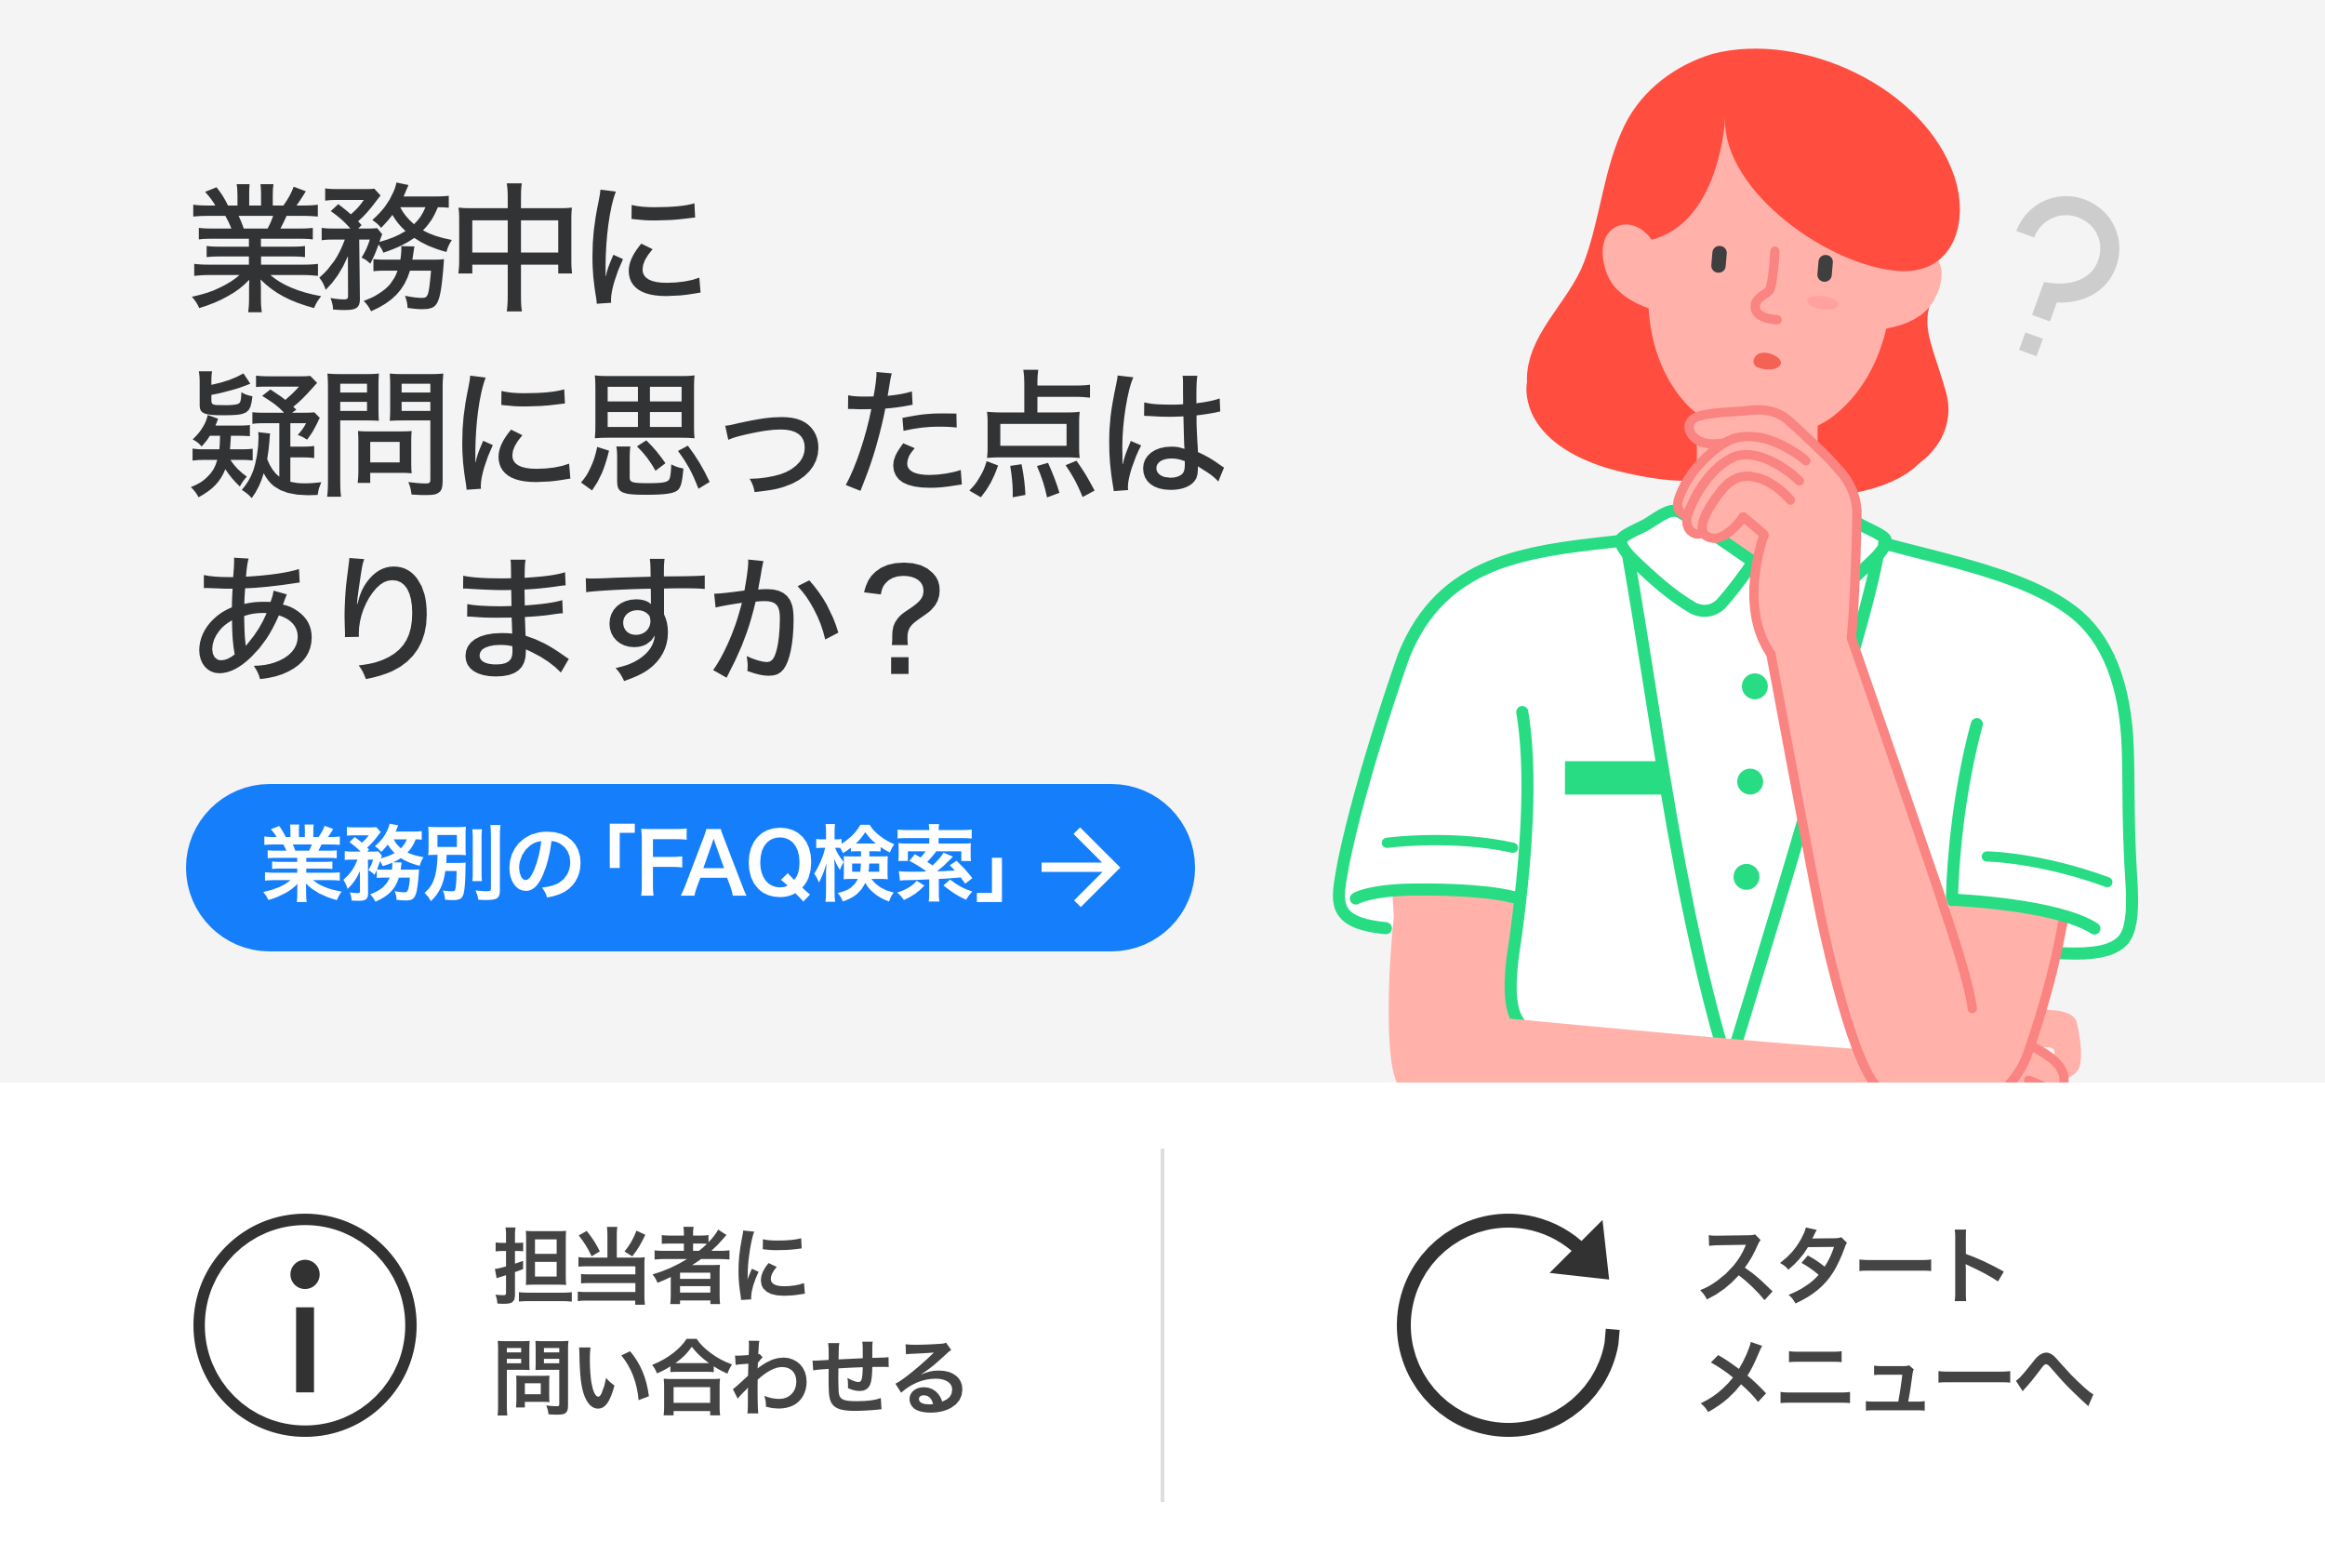 業務中に
疑問に思った点は
ありますか？
?
業務別の「FAQ検索」→
i
担当者に
問い合わせる
スタート
メニューへ